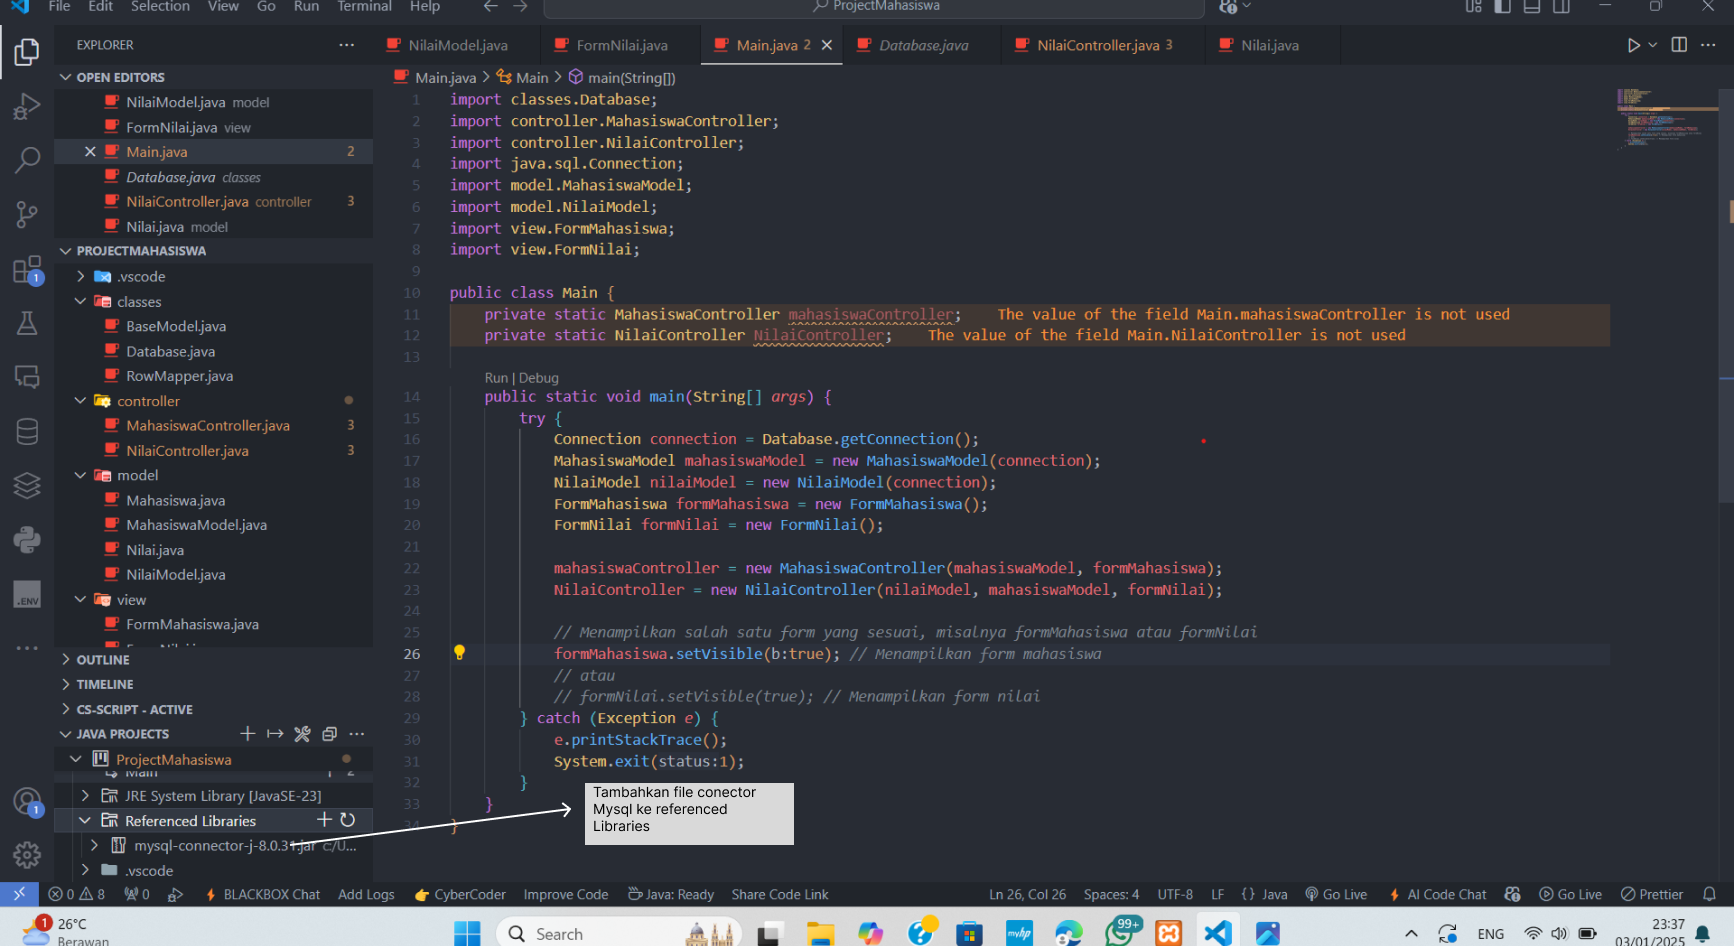 File Edit Selection View Go Run Terminal Help ProjectMahasiswa
EXPLORER
NilaiModel.java FormNilai.java Main.java 2 Database.java NilaiController.java 3 Nilai.java
OPEN EDITORS
NilaiModel.java model
FormNilai.java view
Main.java 2
Database.java classes
NilaiController.java controller 3
Nilai.java model
PROJECTMAHASISWA
.vscode
classes
BaseModel.java
Database.java
RowMapper.java
controller
MahasiswaController.java 3
NilaiController.java 3
model
Mahasiswa.java
MahasiswaModel.java
Nilai.java
NilaiModel.java
view
FormMahasiswa.java
OUTLINE
TIMELINE
CS-SCRIPT - ACTIVE
JAVA PROJECTS
ProjectMahasiswa
Main 2
JRE System Library [JavaSE-23]
Referenced Libraries
mysql-connector-j-8.0.31.jar c:/U...
.vscode
.ENV
1
1
Main.java > Main > main(String[])
1 import classes.Database;
2 import controller.MahasiswaController;
3 import controller.NilaiController;
4 import java.sql.Connection;
5 import model.MahasiswaModel;
6 import model.NilaiModel;
7 import view.FormMahasiswa;
8 import view.FormNilai;
9
10 public class Main {
11 private static MahasiswaController mahasiswaController; The value of the field Main.mahasiswaController is not used
12 private static NilaiController NilaiController; The value of the field Main.NilaiController is not used
13
Run | Debug
14 public static void main(String[] args) {
15 try {
16 Connection connection = Database.getConnection();
17 MahasiswaModel mahasiswaModel = new MahasiswaModel(connection);
18 NilaiModel nilaiModel = new NilaiModel(connection);
19 FormMahasiswa formMahasiswa = new FormMahasiswa();
20 FormNilai formNilai = new FormNilai();
21
22 mahasiswaController = new MahasiswaController(mahasiswaModel, formMahasiswa);
23 NilaiController = new NilaiController(nilaiModel, mahasiswaModel, formNilai);
24
25 // Menampilkan salah satu form yang sesuai, misalnya formMahasiswa atau formNilai
26 formMahasiswa.setVisible(b:true); // Menampilkan form mahasiswa
27 // atau
28 // formNilai.setVisible(true); // Menampilkan form nilai
29 } catch (Exception e) {
30 e.printStackTrace();
31 System.exit(status:1);
32 }
33 }
34 }
Tambahkan file conector
Mysql ke referenced
Libraries
0 8 0 BLACKBOX Chat Add Logs CyberCoder Improve Code Java: Ready Share Code Link Ln 26, Col 26 Spaces: 4 UTF-8 LF {} Java Go Live AI Code Chat Go Live Prettier
1 26°C
Berawan
Search
myhp
99+
ENG
23:37
03/01/2025